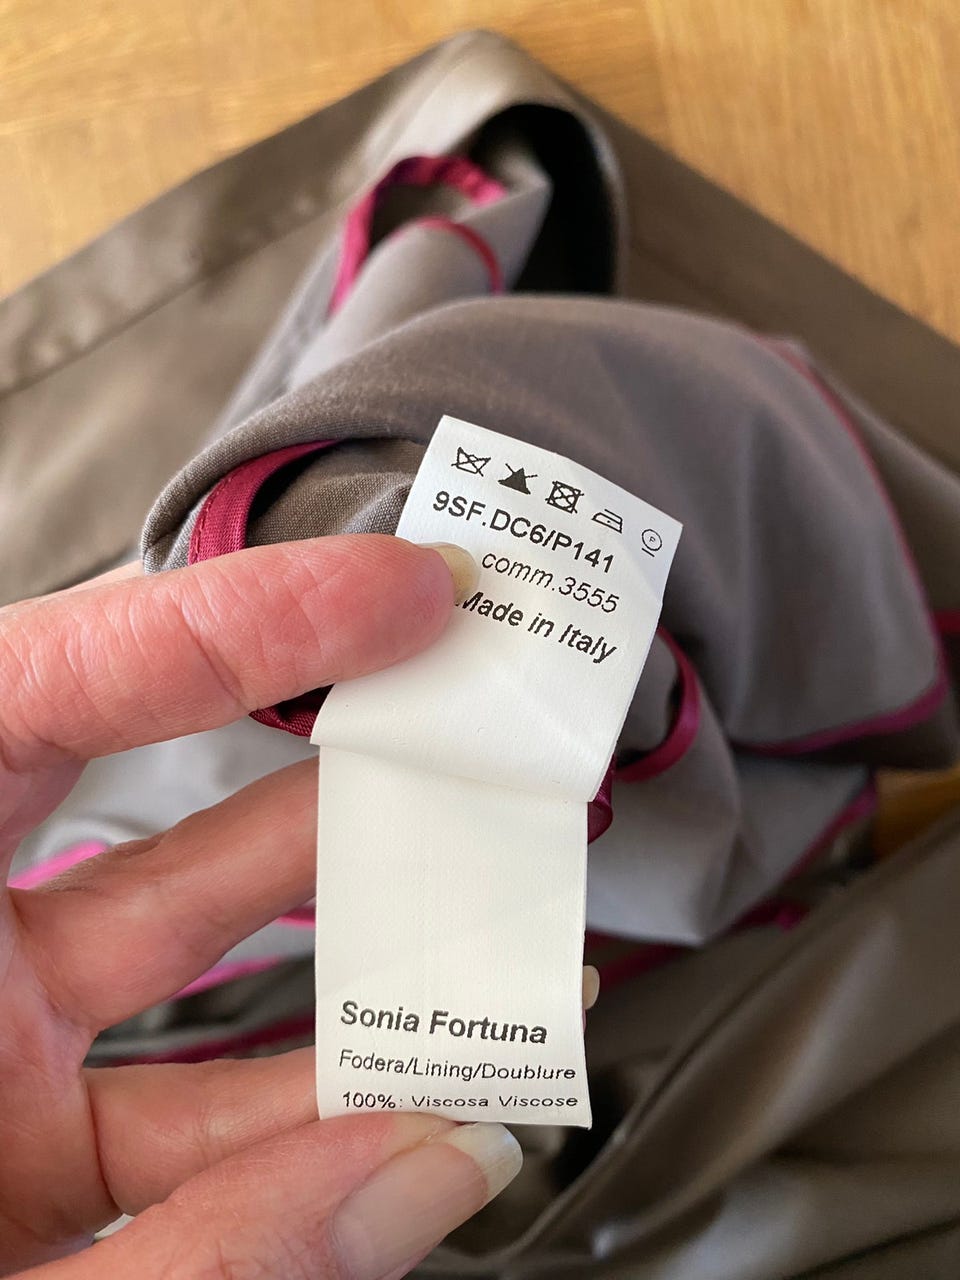 P
9SF.DC6/P141
comm.3555
Made in Italy
Sonia Fortuna
Fodera/Lining/Doublure
100%: Viscosa Viscose